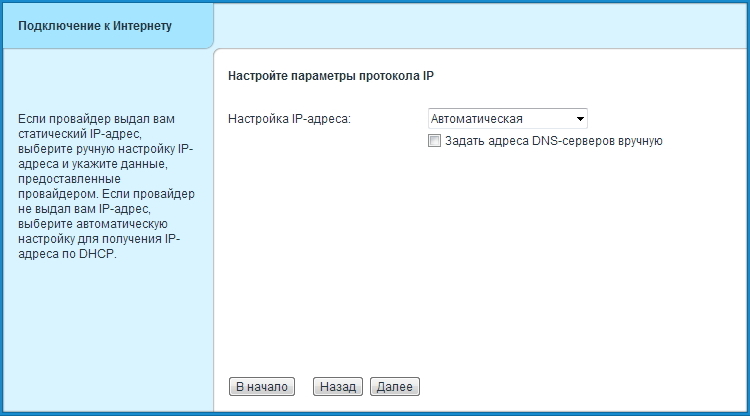 Подключение к Интернету
Если провайдер выдал вам
статический IP-адрес,
выберите ручную настройку IP-
адреса и укажите данные,
предоставленные
провайдером. Если провайдер
не выдал вам IP-адрес,
выберите автоматическую
настройку для получения IP-
адреса по DHCP.
Настройте параметры протокола IP
Настройка IP-адреса: Автоматическая
Задать адреса DNS-серверов вручную
В начало Назад Далее